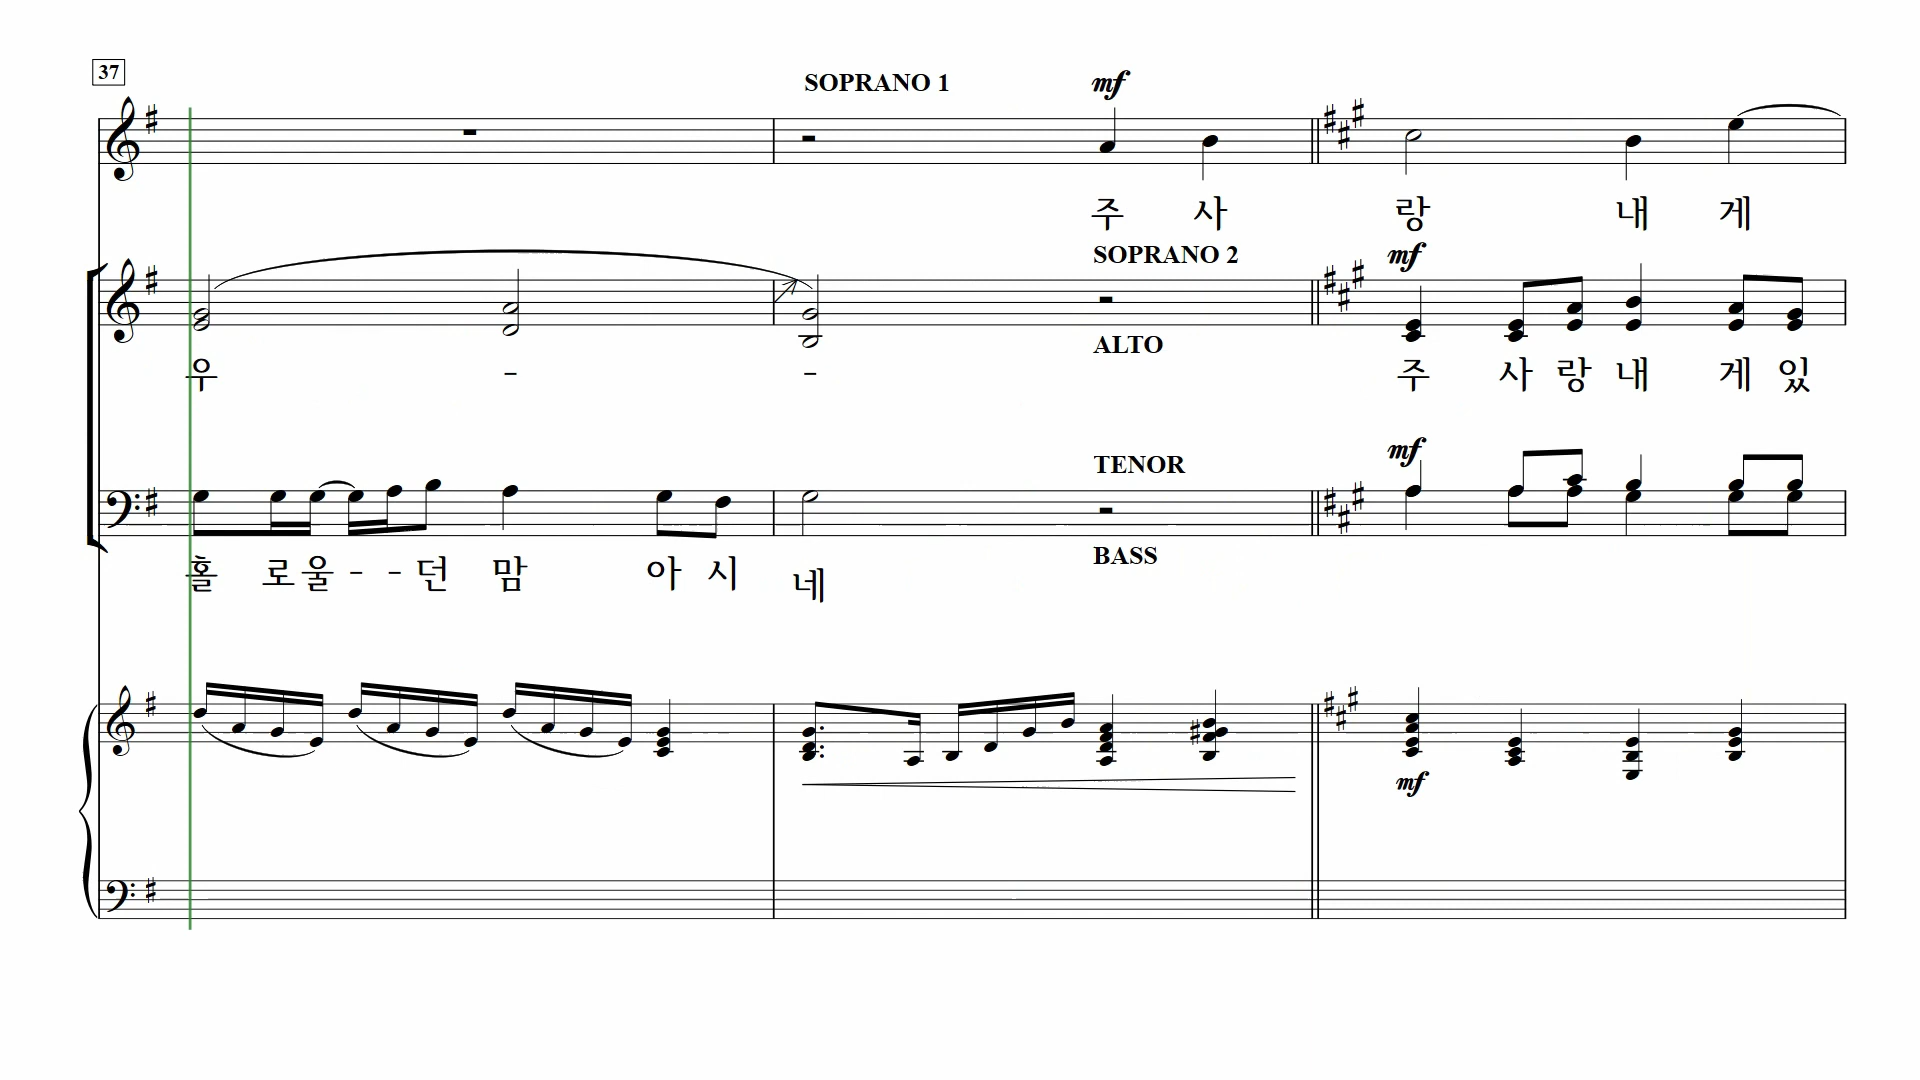 37
SOPRANO 1
mf
주 사 랑 내 게
SOPRANO 2
mf
ALTO
우 - - 주 사 랑 내 게 있
mf
TENOR
BASS
홀 로 울 - - 던 맘 아 시 네
mf